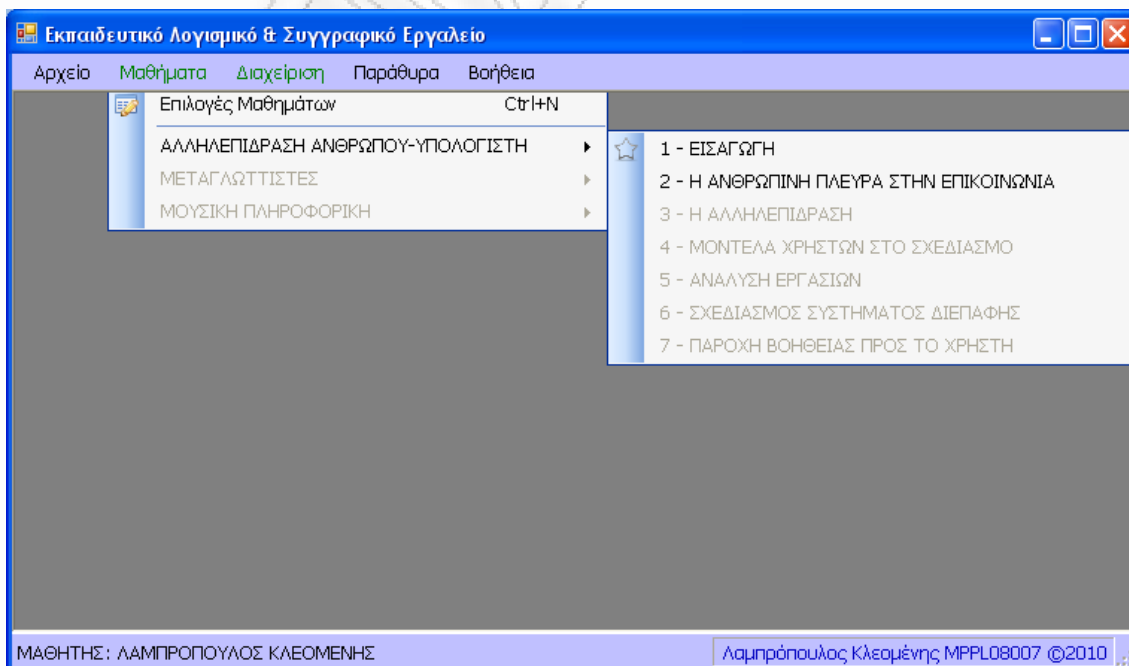 Εκπαιδευτικό Λογισμικό & Συγγραφικό Εργαλείο
Αρχείο Μαθήματα Διαχείριση Παράθυρα Βοήθεια
Επιλογές Μαθημάτων Ctrl+N
ΑΛΛΗΛΕΠΙΔΡΑΣΗ ΑΝΘΡΩΠΟΥ-ΥΠΟΛΟΓΙΣΤΗ
ΜΕΤΑΓΛΩΤΤΙΣΤΕΣ
ΜΟΥΣΙΚΗ ΠΛΗΡΟΦΟΡΙΚΗ
1 - ΕΙΣΑΓΩΓΗ
2 - Η ΑΝΘΡΩΠΙΝΗ ΠΛΕΥΡΑ ΣΤΗΝ ΕΠΙΚΟΙΝΩΝΙΑ
3 - Η ΑΛΛΗΛΕΠΙΔΡΑΣΗ
4 - ΜΟΝΤΕΛΑ ΧΡΗΣΤΩΝ ΣΤΟ ΣΧΕΔΙΑΣΜΟ
5 - ΑΝΑΛΥΣΗ ΕΡΓΑΣΙΩΝ
6 - ΣΧΕΔΙΑΣΜΟΣ ΣΥΣΤΗΜΑΤΟΣ ΔΙΕΠΑΦΗΣ
7 - ΠΑΡΟΧΗ ΒΟΗΘΕΙΑΣ ΠΡΟΣ ΤΟ ΧΡΗΣΤΗ
ΜΑΘΗΤΗΣ: ΛΑΜΠΡΟΠΟΥΛΟΣ ΚΛΕΟΜΕΝΗΣ
Λαμπρόπουλος Κλεομένης MPPL08007 ©2010